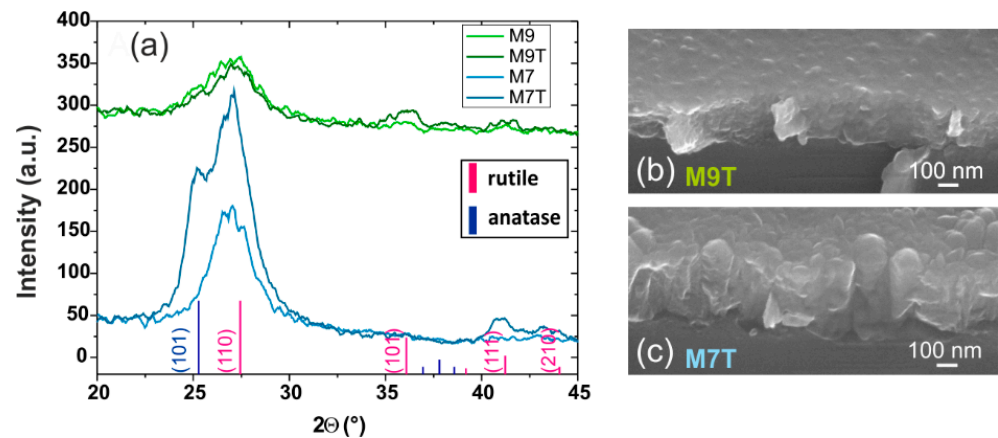 (a)
M9
M9T
M7
M7T
rutile
anatase
Intensity (a.u.)
400
350
300
250
200
150
100
50
0
(101)
(110)
(101)
(111)
(210)
20
25
30
35
40
45
2Θ (°)
(b) M9T
100 nm
(c) M7T
100 nm